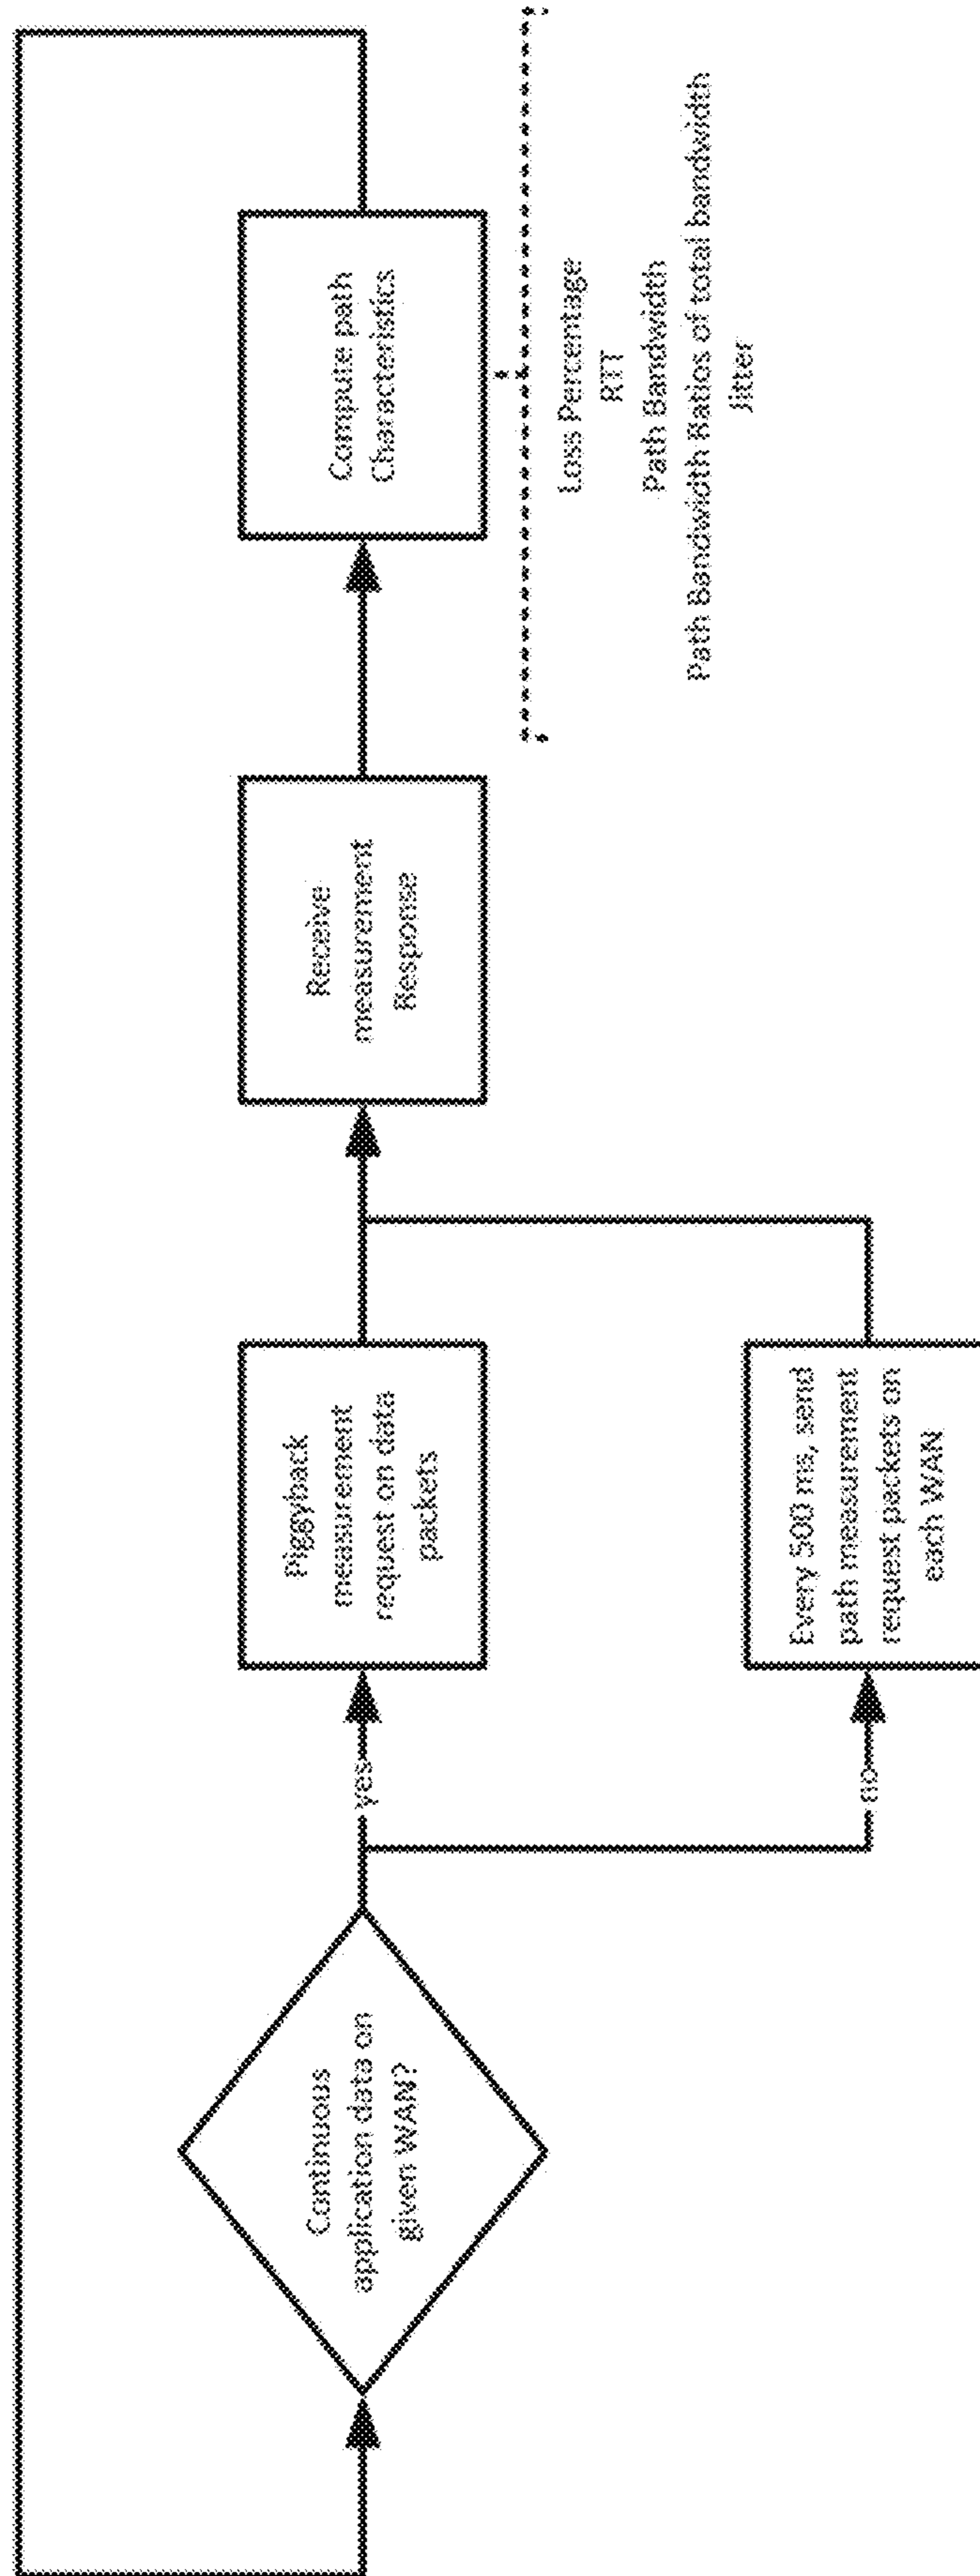 Continuous
application data on
given WAN?
yes
no
Piggyback
measurement
request on data
packets
Every 500 ms, send
path measurement
request packets on
each WAN
Receive
measurement
Response
Compute path
Characteristics
Loss Percentage
RTT
Path Bandwidth
Path Bandwidth Ratios of total bandwidth
Jitter